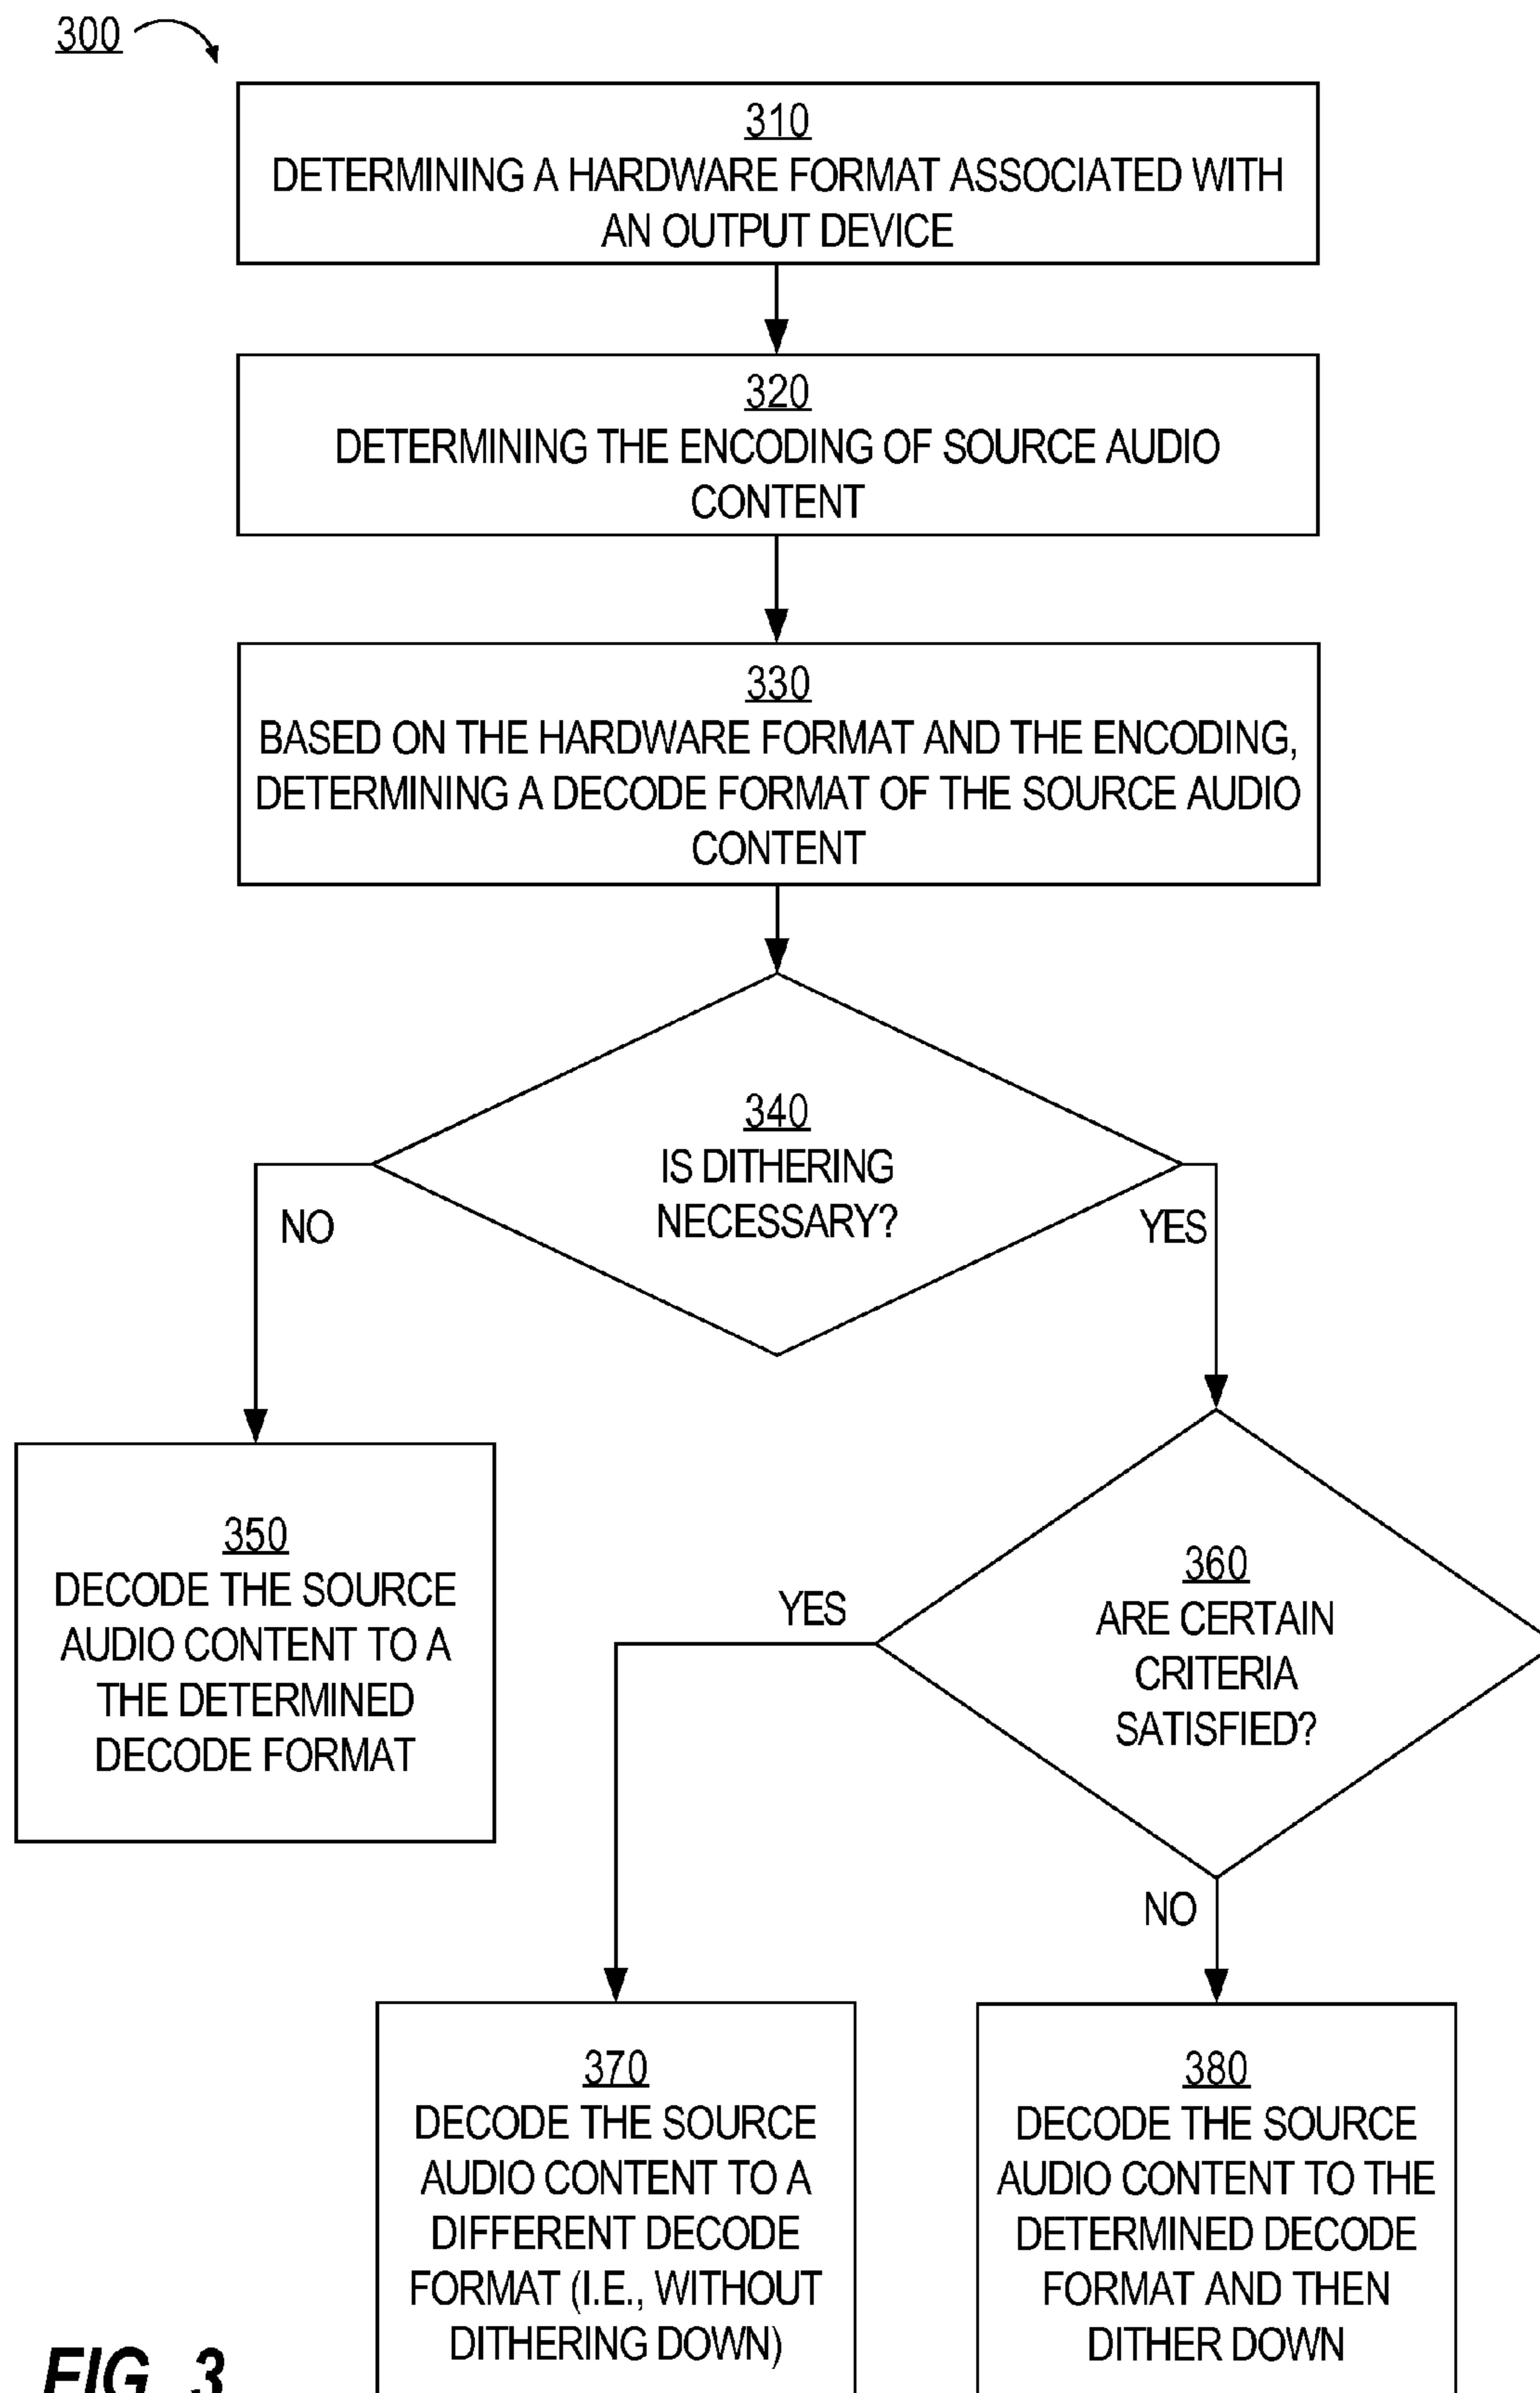 300
310
DETERMINING A HARDWARE FORMAT ASSOCIATED WITH
AN OUTPUT DEVICE
320
DETERMINING THE ENCODING OF SOURCE AUDIO
CONTENT
330
BASED ON THE HARDWARE FORMAT AND THE ENCODING,
DETERMINING A DECODE FORMAT OF THE SOURCE AUDIO
CONTENT
340
IS DITHERING
NECESSARY?
NO
YES
350
DECODE THE SOURCE
AUDIO CONTENT TO A
THE DETERMINED
DECODE FORMAT
360
ARE CERTAIN
CRITERIA
SATISFIED?
YES
NO
370
DECODE THE SOURCE
AUDIO CONTENT TO A
DIFFERENT DECODE
FORMAT (I.E., WITHOUT
DITHERING DOWN)
380
DECODE THE SOURCE
AUDIO CONTENT TO THE
DETERMINED DECODE
FORMAT AND THEN
DITHER DOWN
FIG. 3